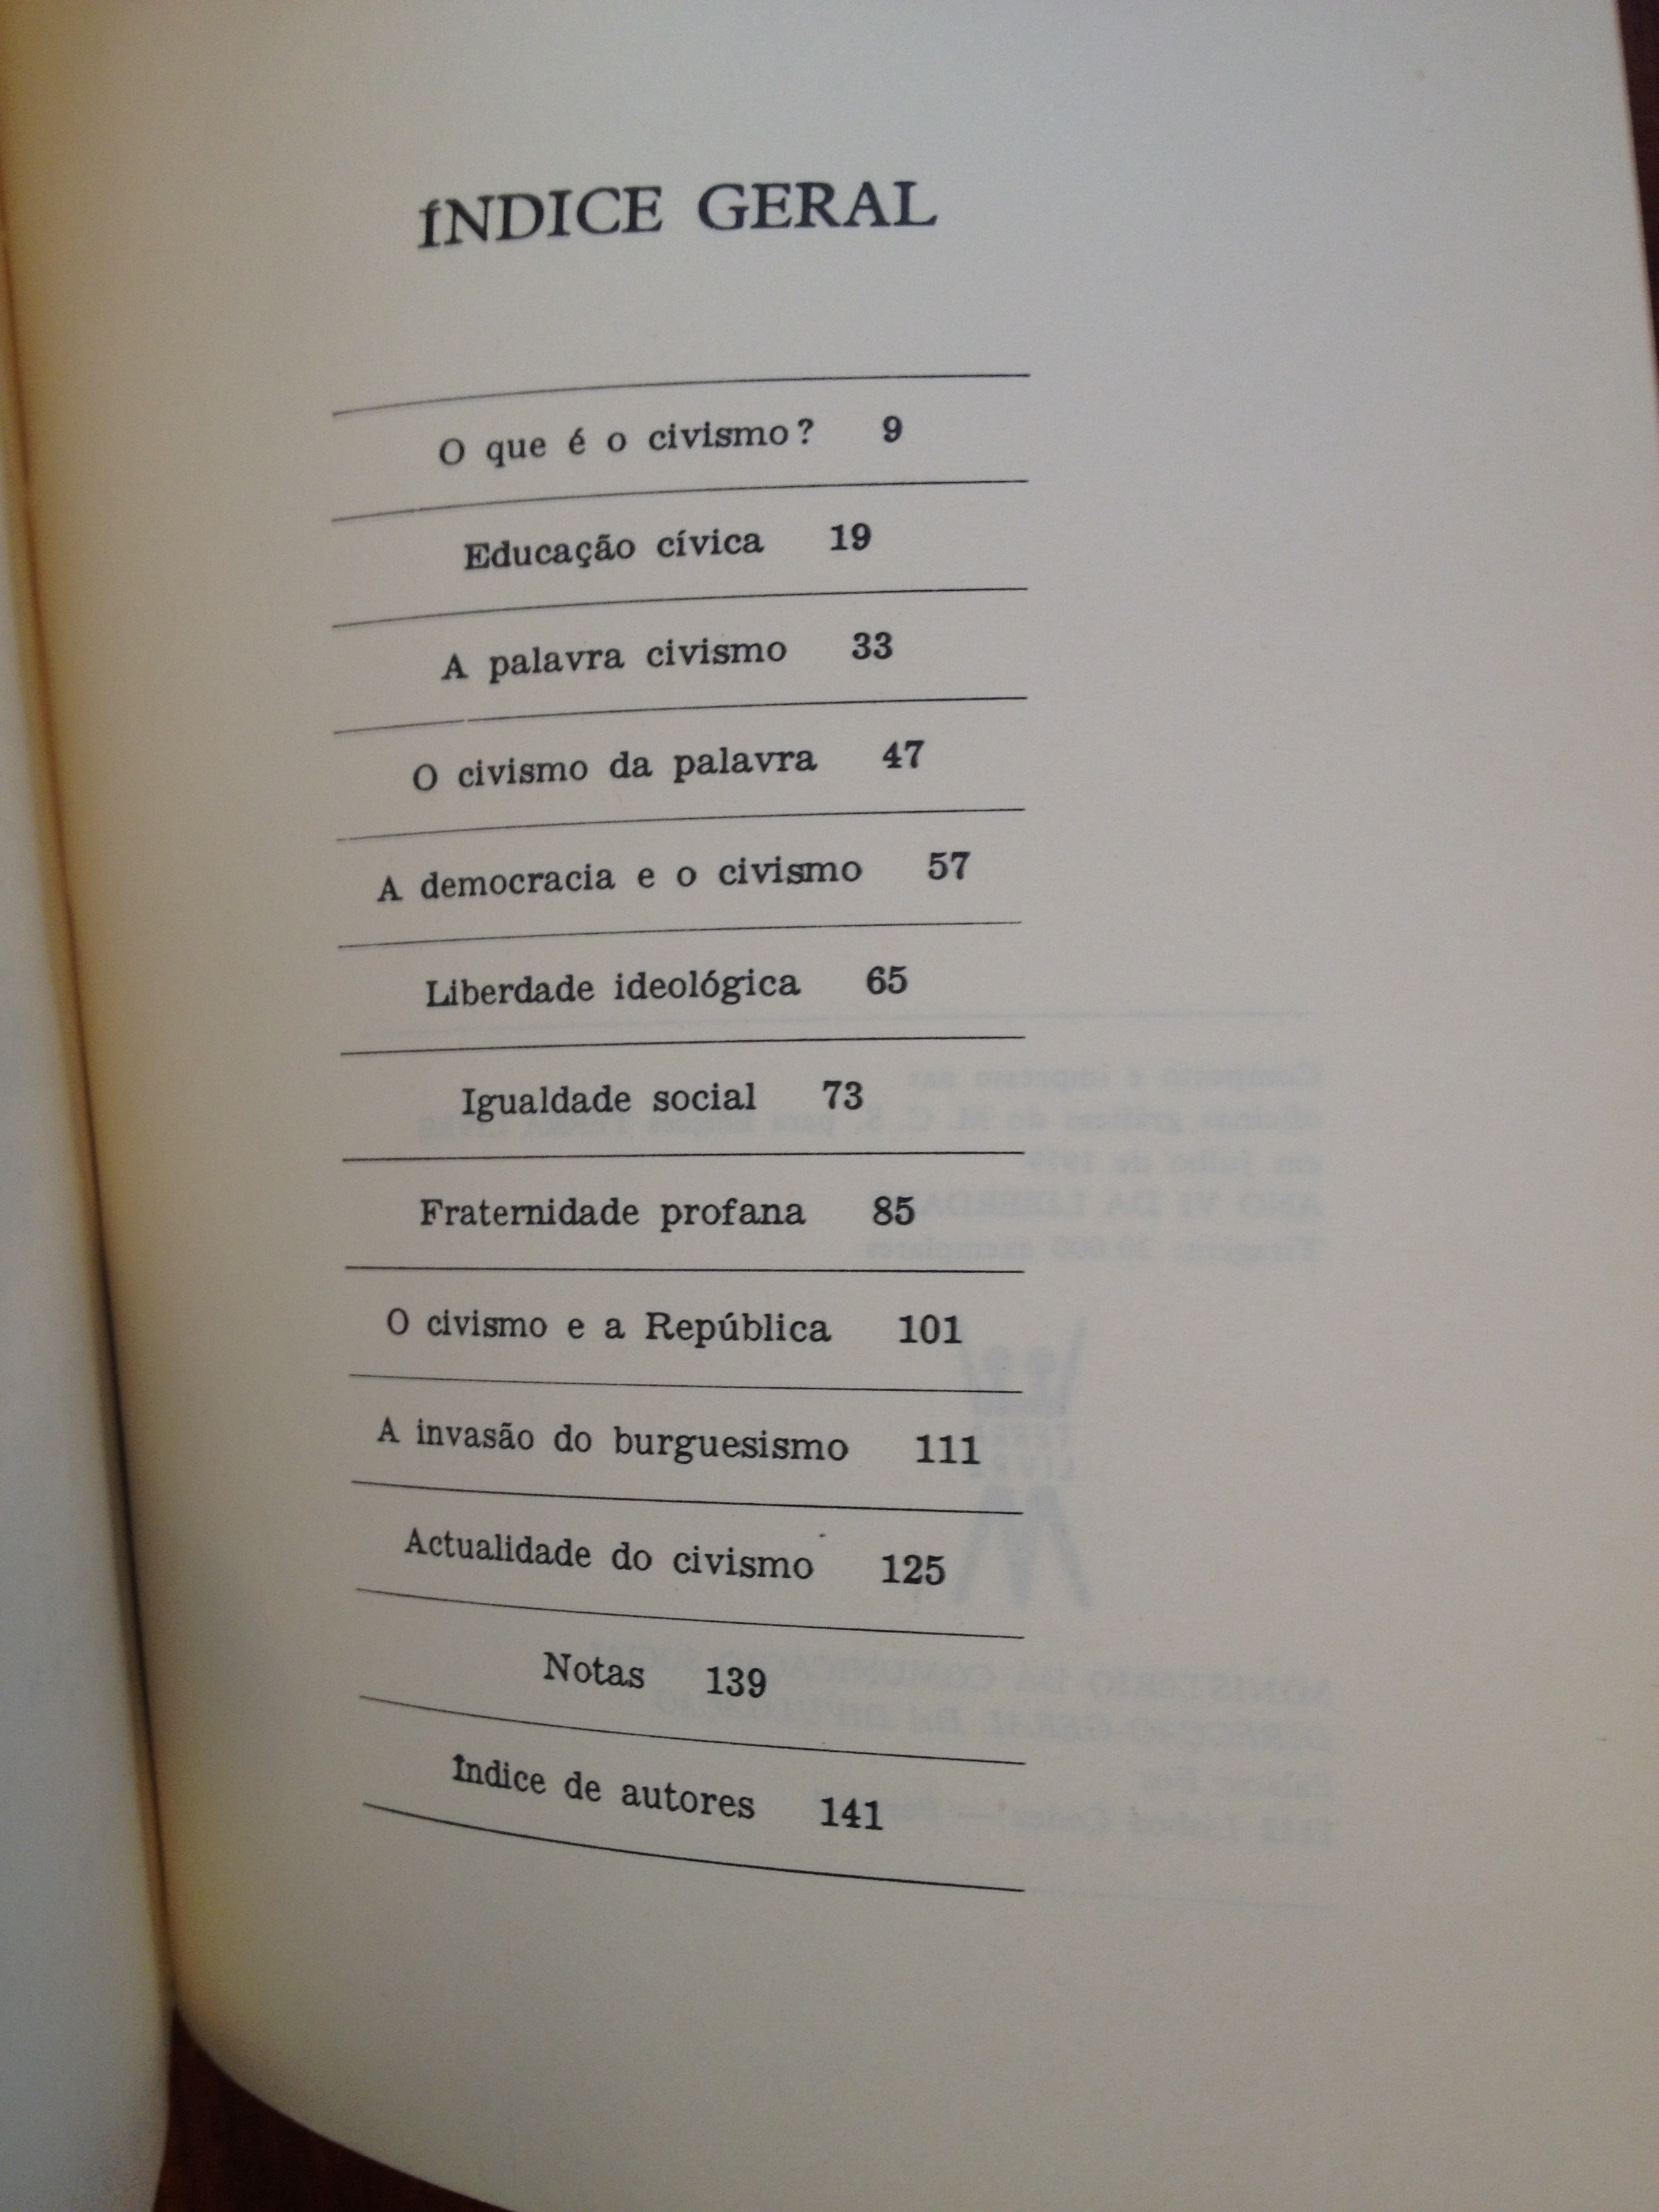 ÍNDICE GERAL
O que é o civismo? 9
Educação cívica 19
A palavra civismo 33
O civismo da palavra 47
A democracia e o civismo 57
Liberdade ideológica 65
Igualdade social 73
Fraternidade profana 85
O civismo e a República 101
A invasão do burguesismo 111
Actualidade do civismo 125
Notas 139
Índice de autores 141